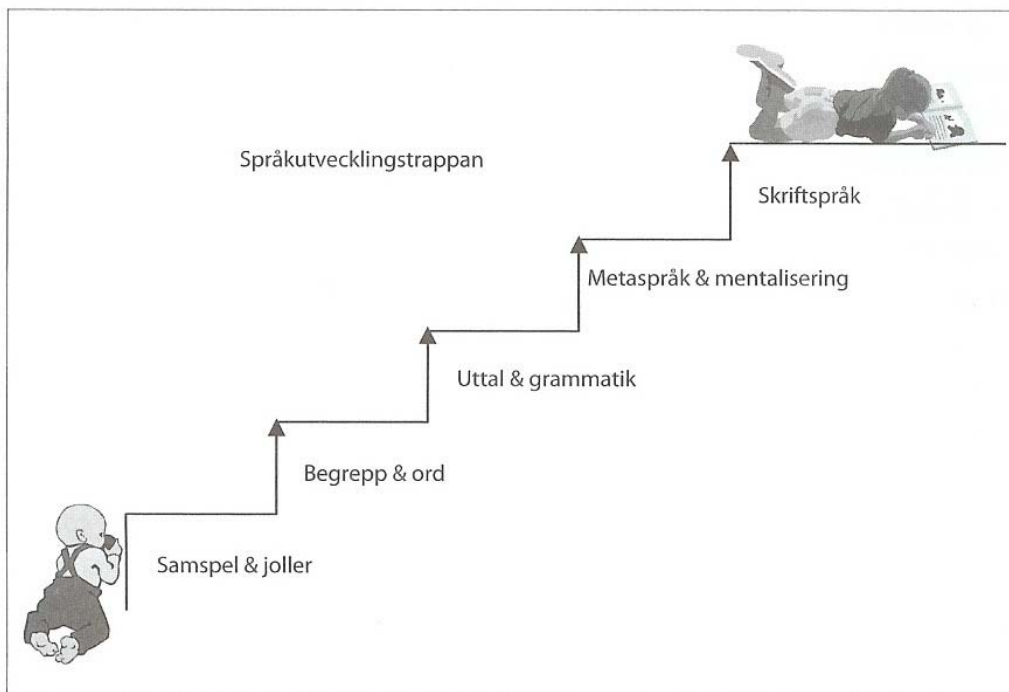 Språkutvecklingstrappan
Skriftspråk
Metaspråk & mentalisering
Uttal & grammatik
Begrepp & ord
Samspel & joller